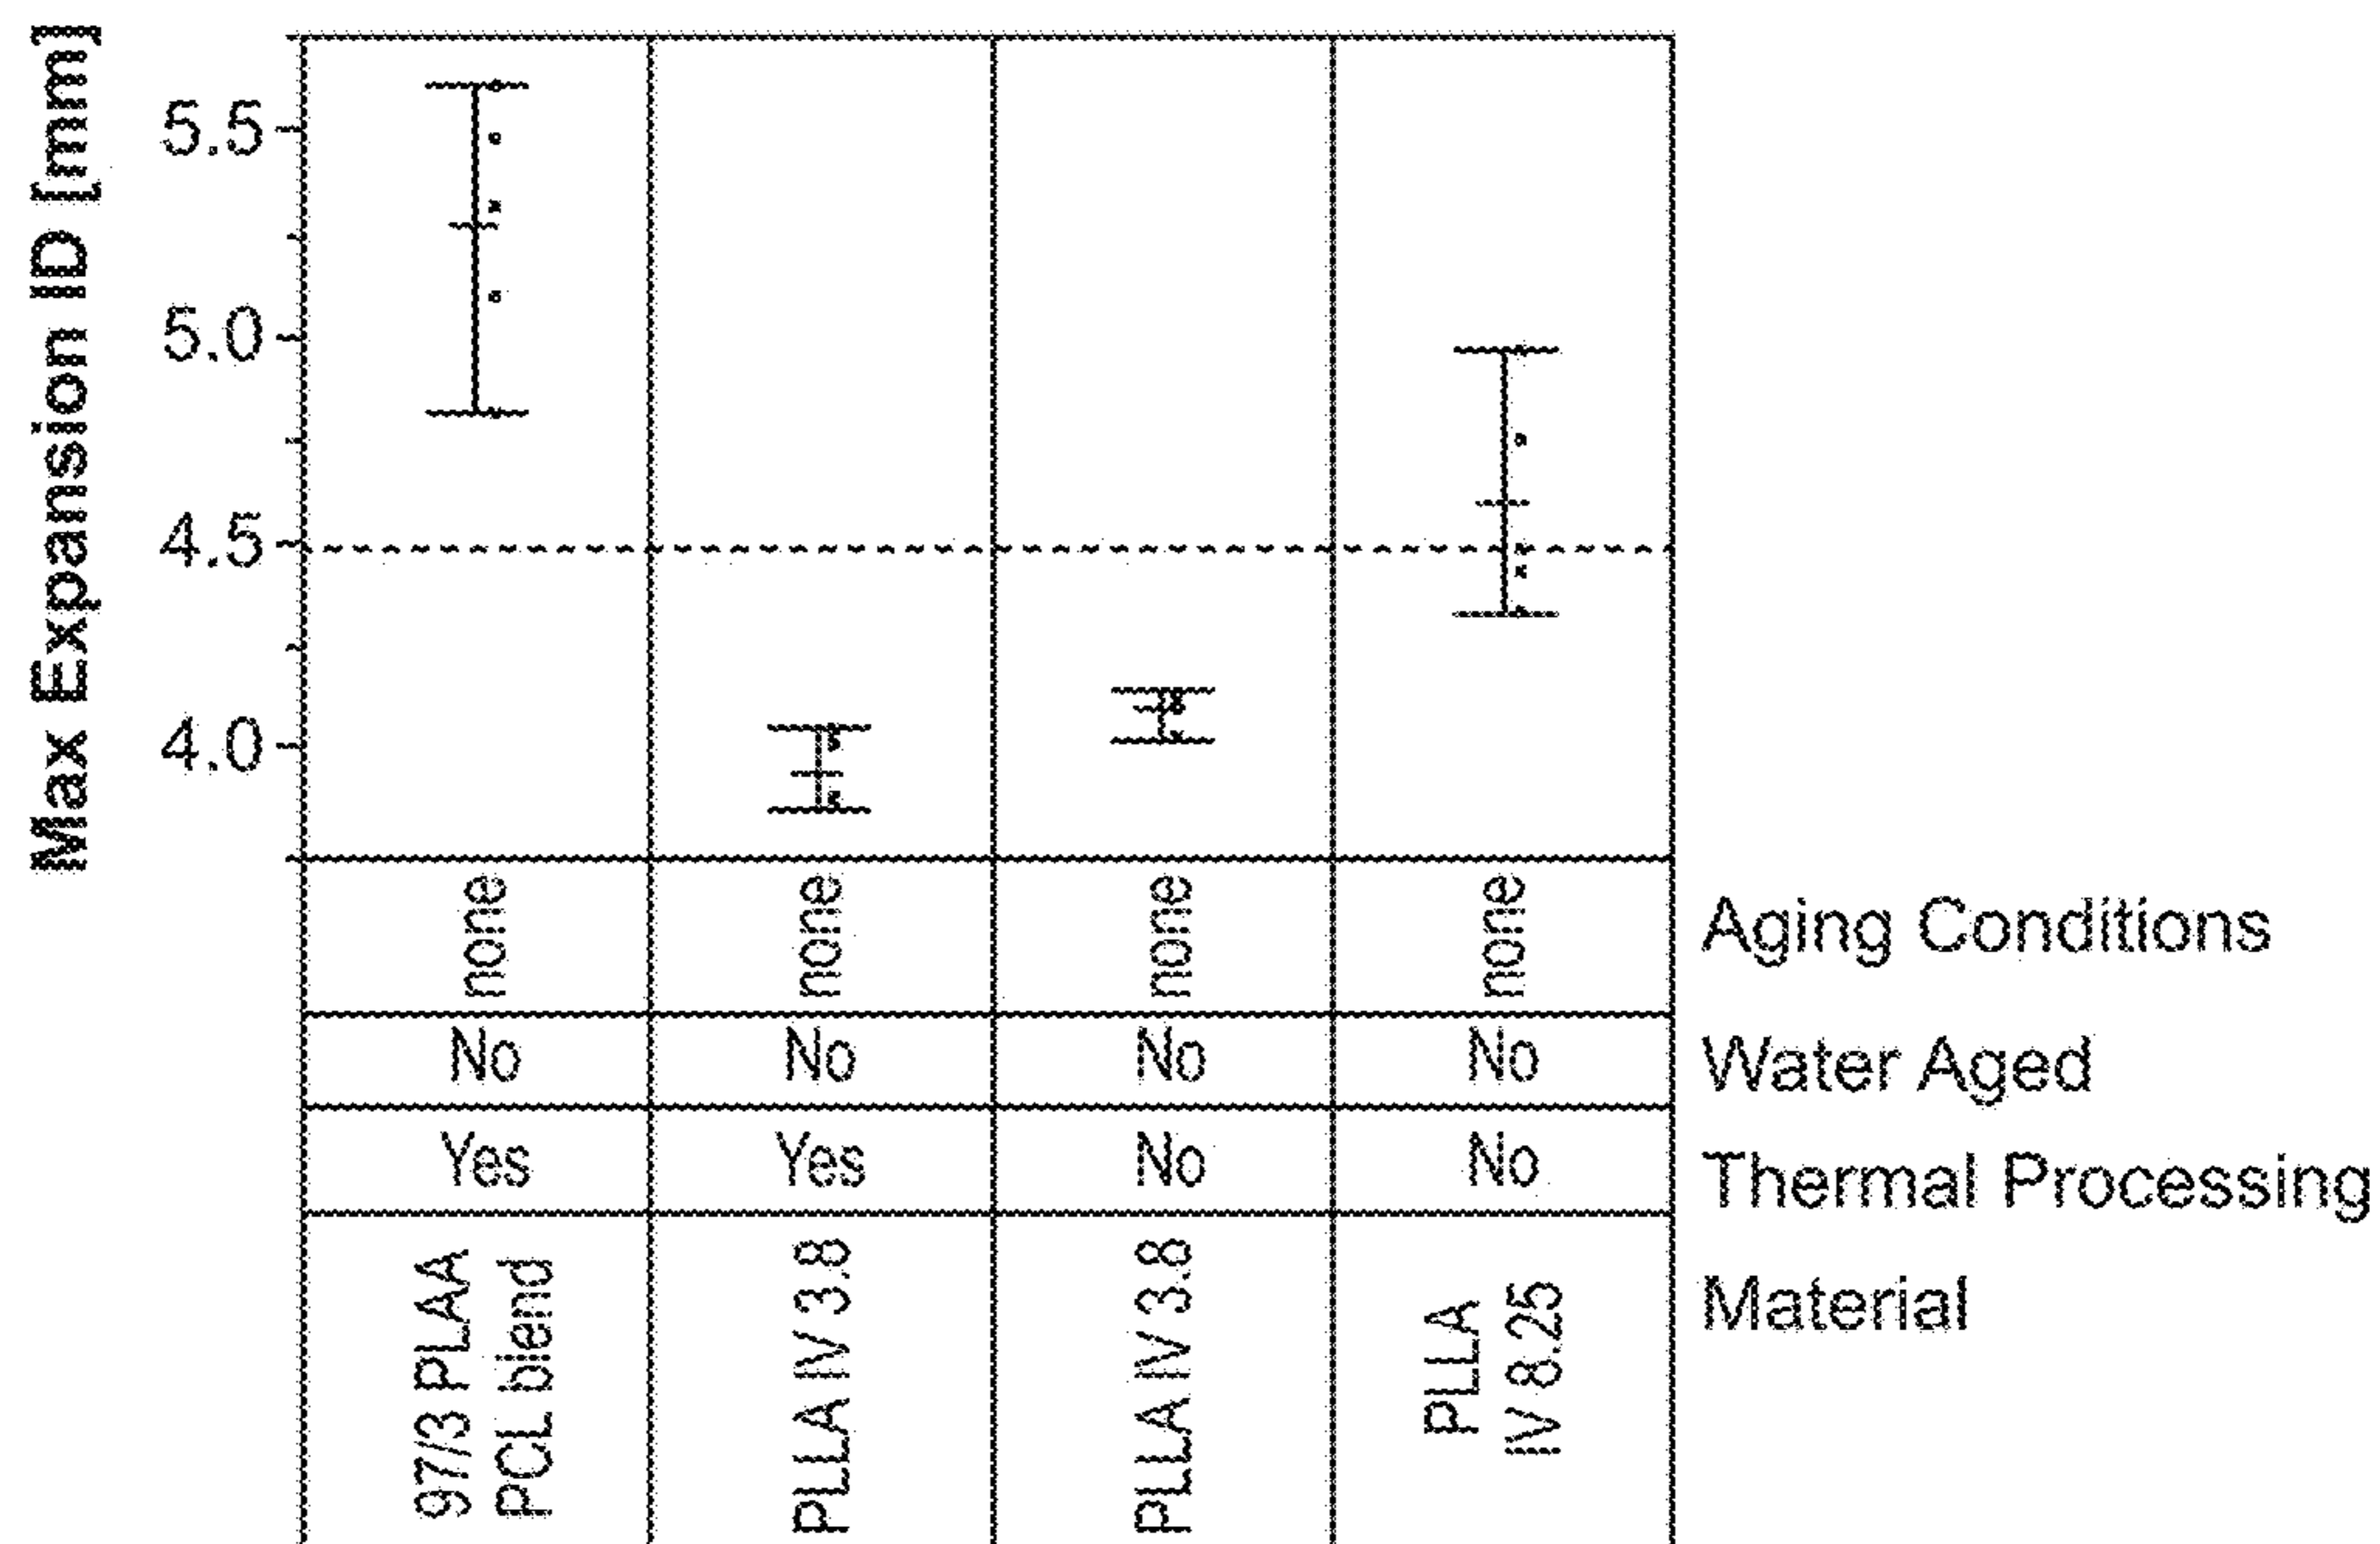 Max Expansion ID [mm]
5.5
5.0
4.5
4.0
none none none none Aging Conditions
No No No No Water Aged
Yes Yes No No Thermal Processing
97/3 PLAA
PCL blend
PLLA IV 3.8
PLLA IV 3.8
PLLA
IV 8.25
Material